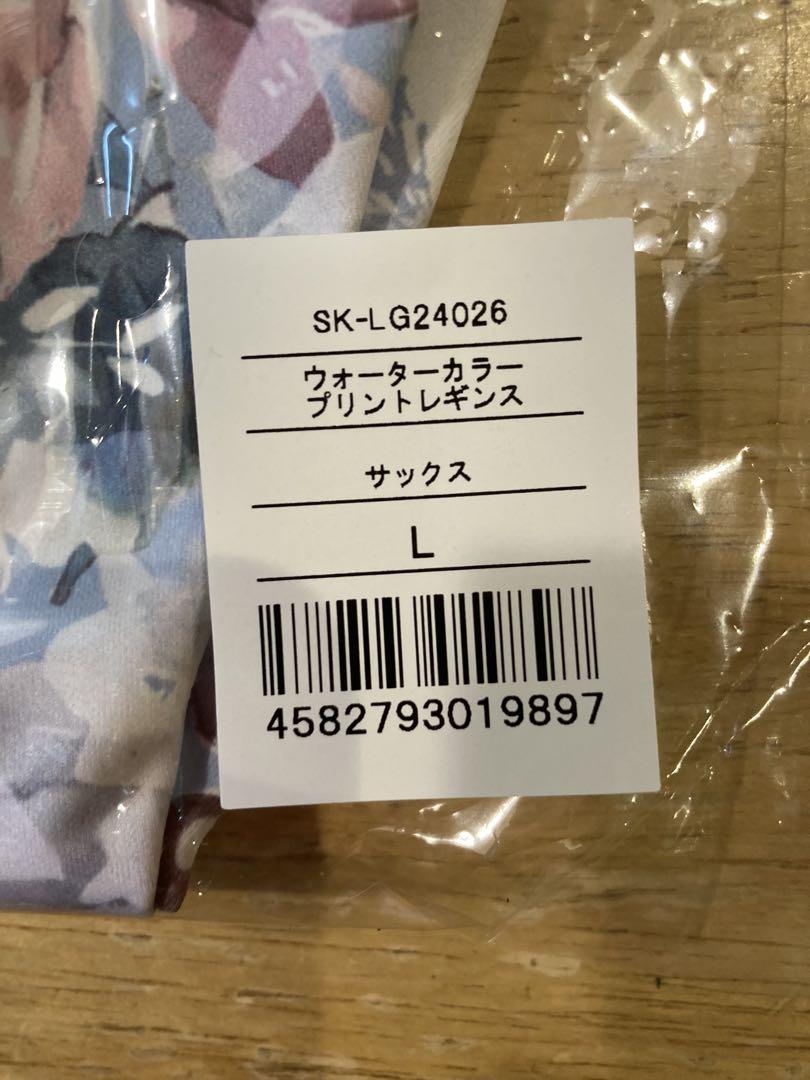 SK-LG24026
ウォーターカラー
プリントレギンス
サックス
L
4582793019897